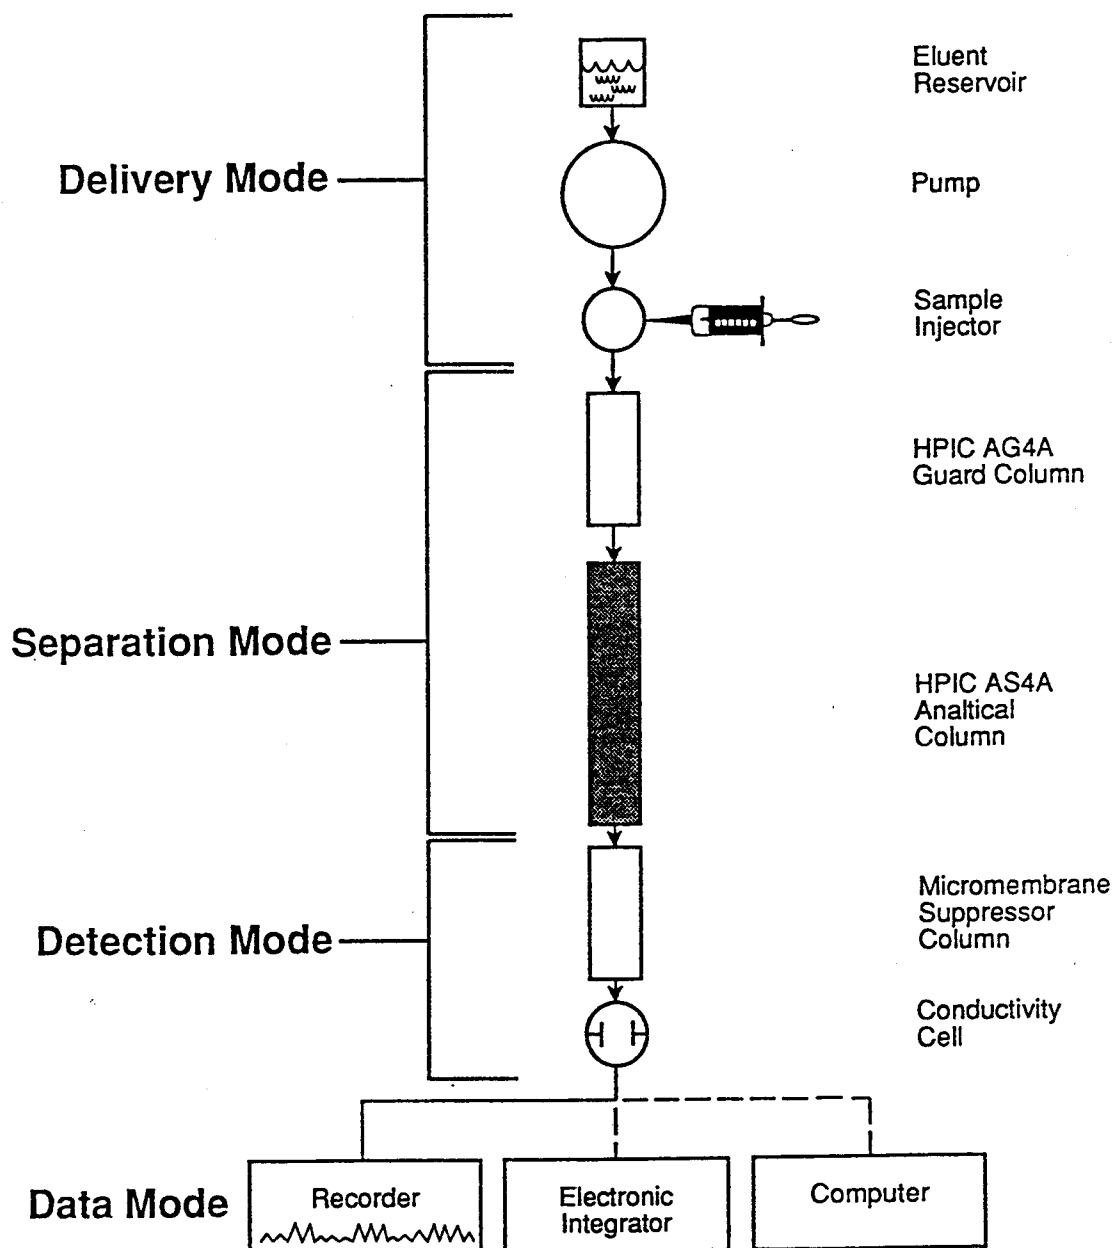 Eluent
Reservoir
Delivery Mode
Pump
Sample
Injector
HPIC AG4A
Guard Column
Separation Mode
HPIC AS4A
Analtical
Column
Micromembrane
Suppressor
Column
Detection Mode
Conductivity
Cell
Data Mode
Recorder
Electronic
Integrator
Computer